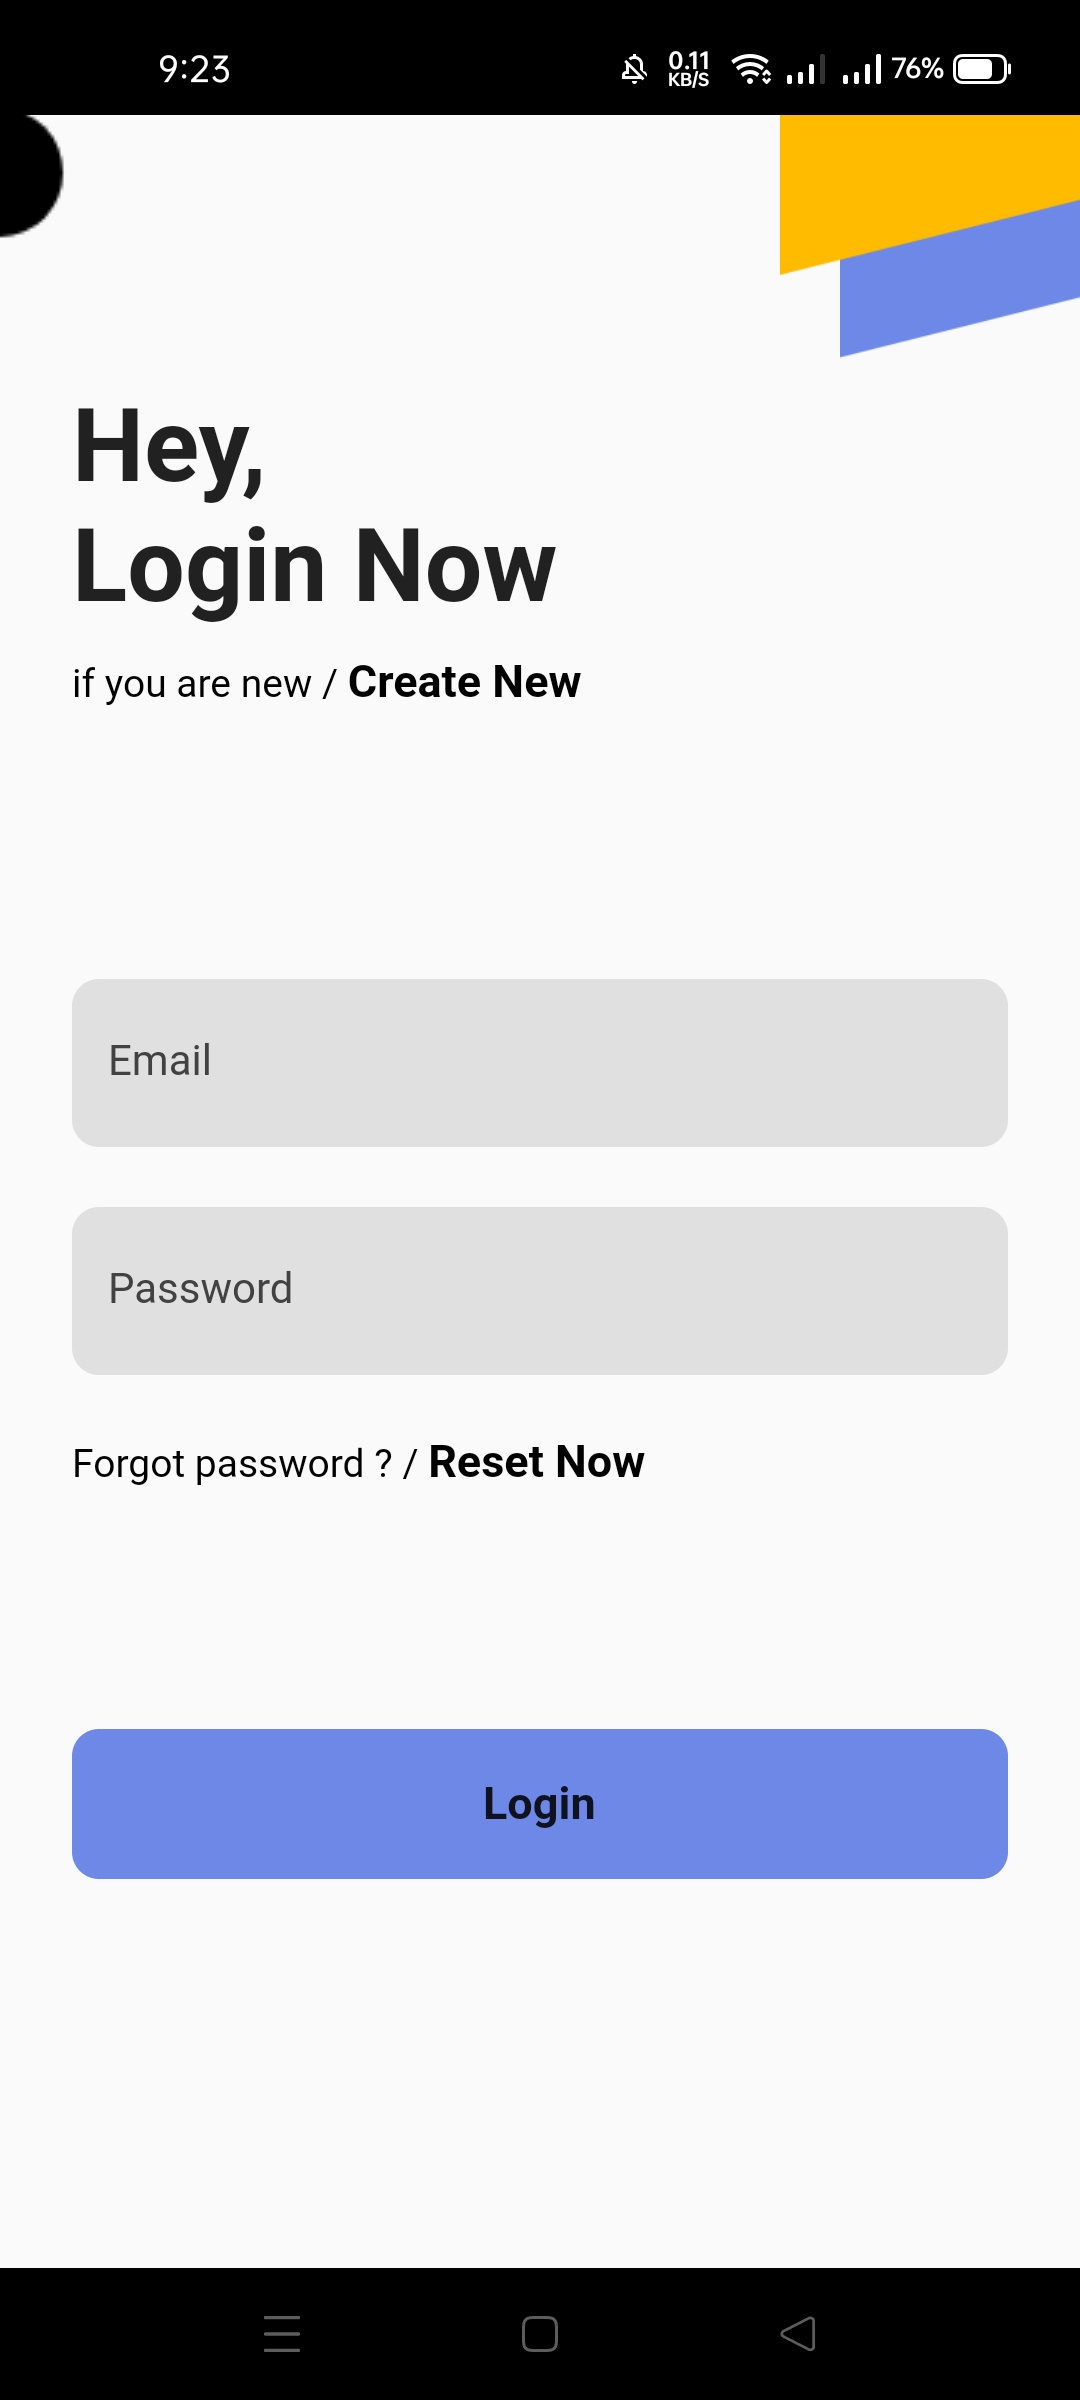 9:23 0.11 KB/S 76%
Hey,
Login Now
if you are new / Create New
Email
Password
Forgot password ? / Reset Now
Login